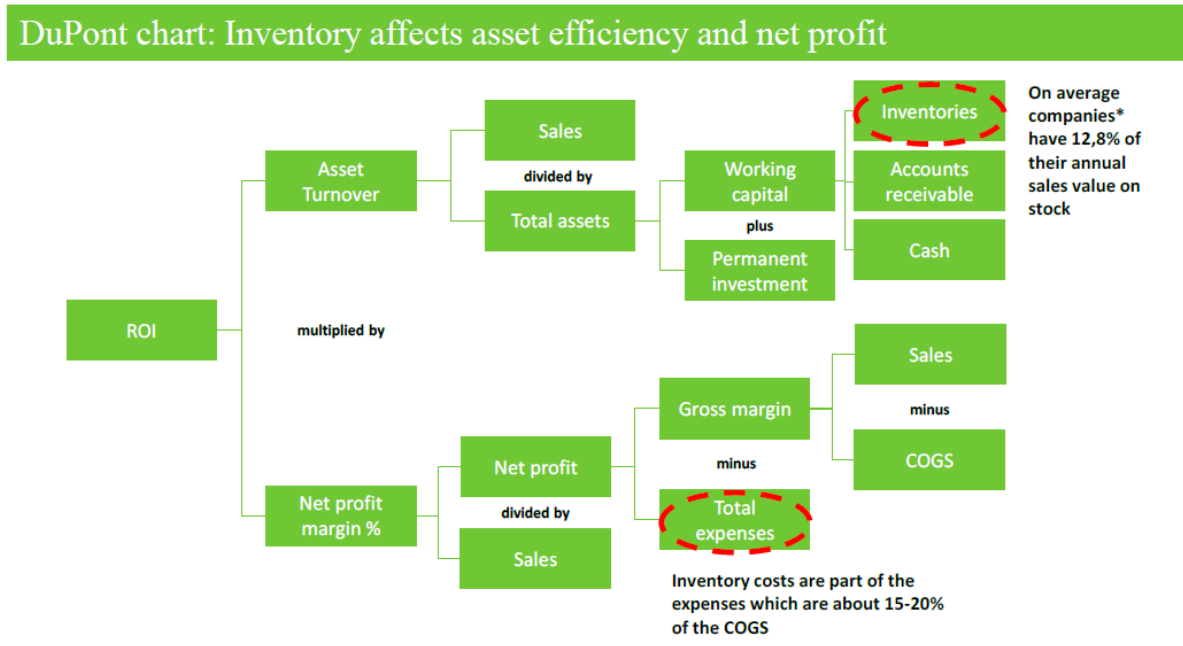 DuPont chart: Inventory affects asset efficiency and net profit
Inventories
On average
companies*
have 12,8% of
their annual
sales value on
stock
Sales
Asset
Turnover
divided by
Working
capital
Accounts
receivable
Total assets
plus
Cash
Permanent
investment
ROI
multiplied by
Sales
Gross margin
minus
Net profit
COGS
minus
Net profit
margin %
divided by
Total
expenses
Sales
Inventory costs are part of the
expenses which are about 15-20%
of the COGS